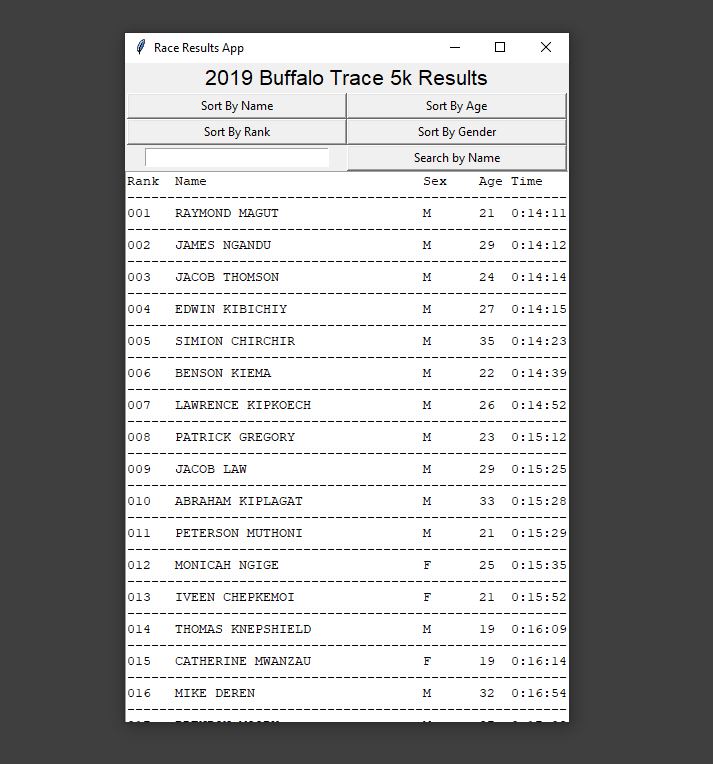 Race Results App
2019 Buffalo Trace 5k Results
Sort By Name Sort By Age
Sort By Rank Sort By Gender
Search by Name
Rank Name Sex Age Time
001 RAYMOND MAGUT M 21 0:14:11
002 JAMES NGANDU M 29 0:14:12
003 JACOB THOMSON M 24 0:14:14
004 EDWIN KIBICHIY M 27 0:14:15
005 SIMION CHIRCHIR M 35 0:14:23
006 BENSON KIEMA M 22 0:14:39
007 LAWRENCE KIPKOECH M 26 0:14:52
008 PATRICK GREGORY M 23 0:15:12
009 JACOB LAW M 29 0:15:25
010 ABRAHAM KIPLAGAT M 33 0:15:28
011 PETERSON MUTHONI M 21 0:15:29
012 MONICAH NGIGE F 25 0:15:35
013 IVEEN CHEPKEMOI F 21 0:15:52
014 THOMAS KNEPSHIELD M 19 0:16:09
015 CATHERINE MWANZAU F 19 0:16:14
016 MIKE DEREN M 32 0:16:54